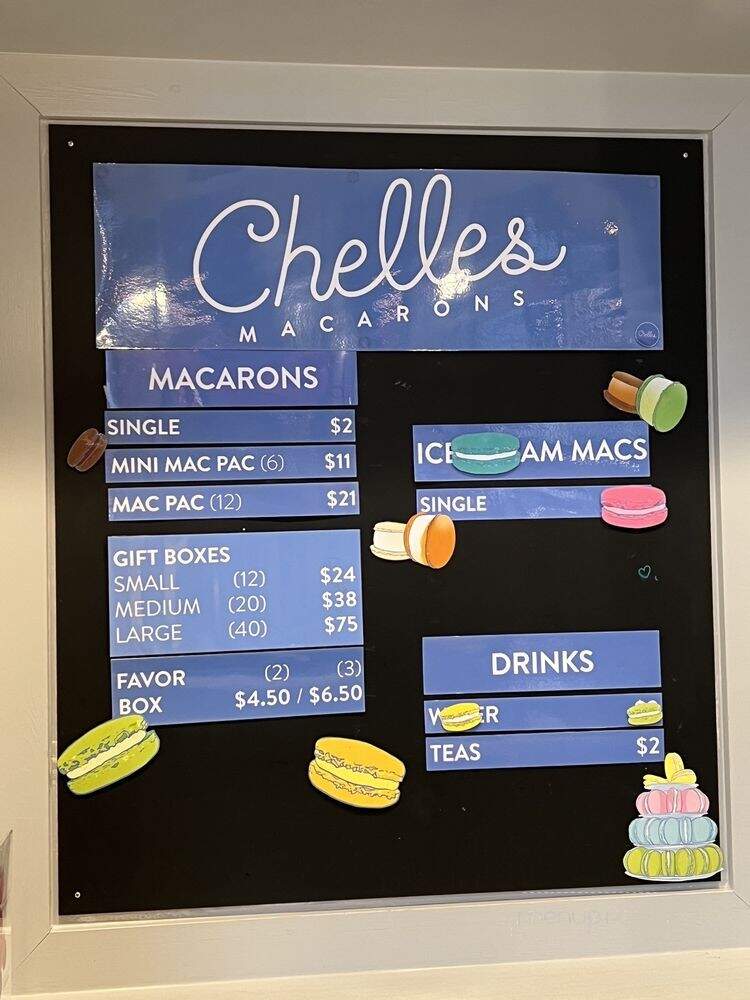 Chelles
MACARONS
MACARONS
SINGLE $2
MINI MAC PAC (6) $11
MAC PAC (12) $21
GIFT BOXES
SMALL (12) $24
MEDIUM (20) $38
LARGE (40) $75
FAVOR (2) (3)
BOX $4.50 / $6.50
ICE AM MACS
SINGLE
DRINKS
W ER
TEAS $2